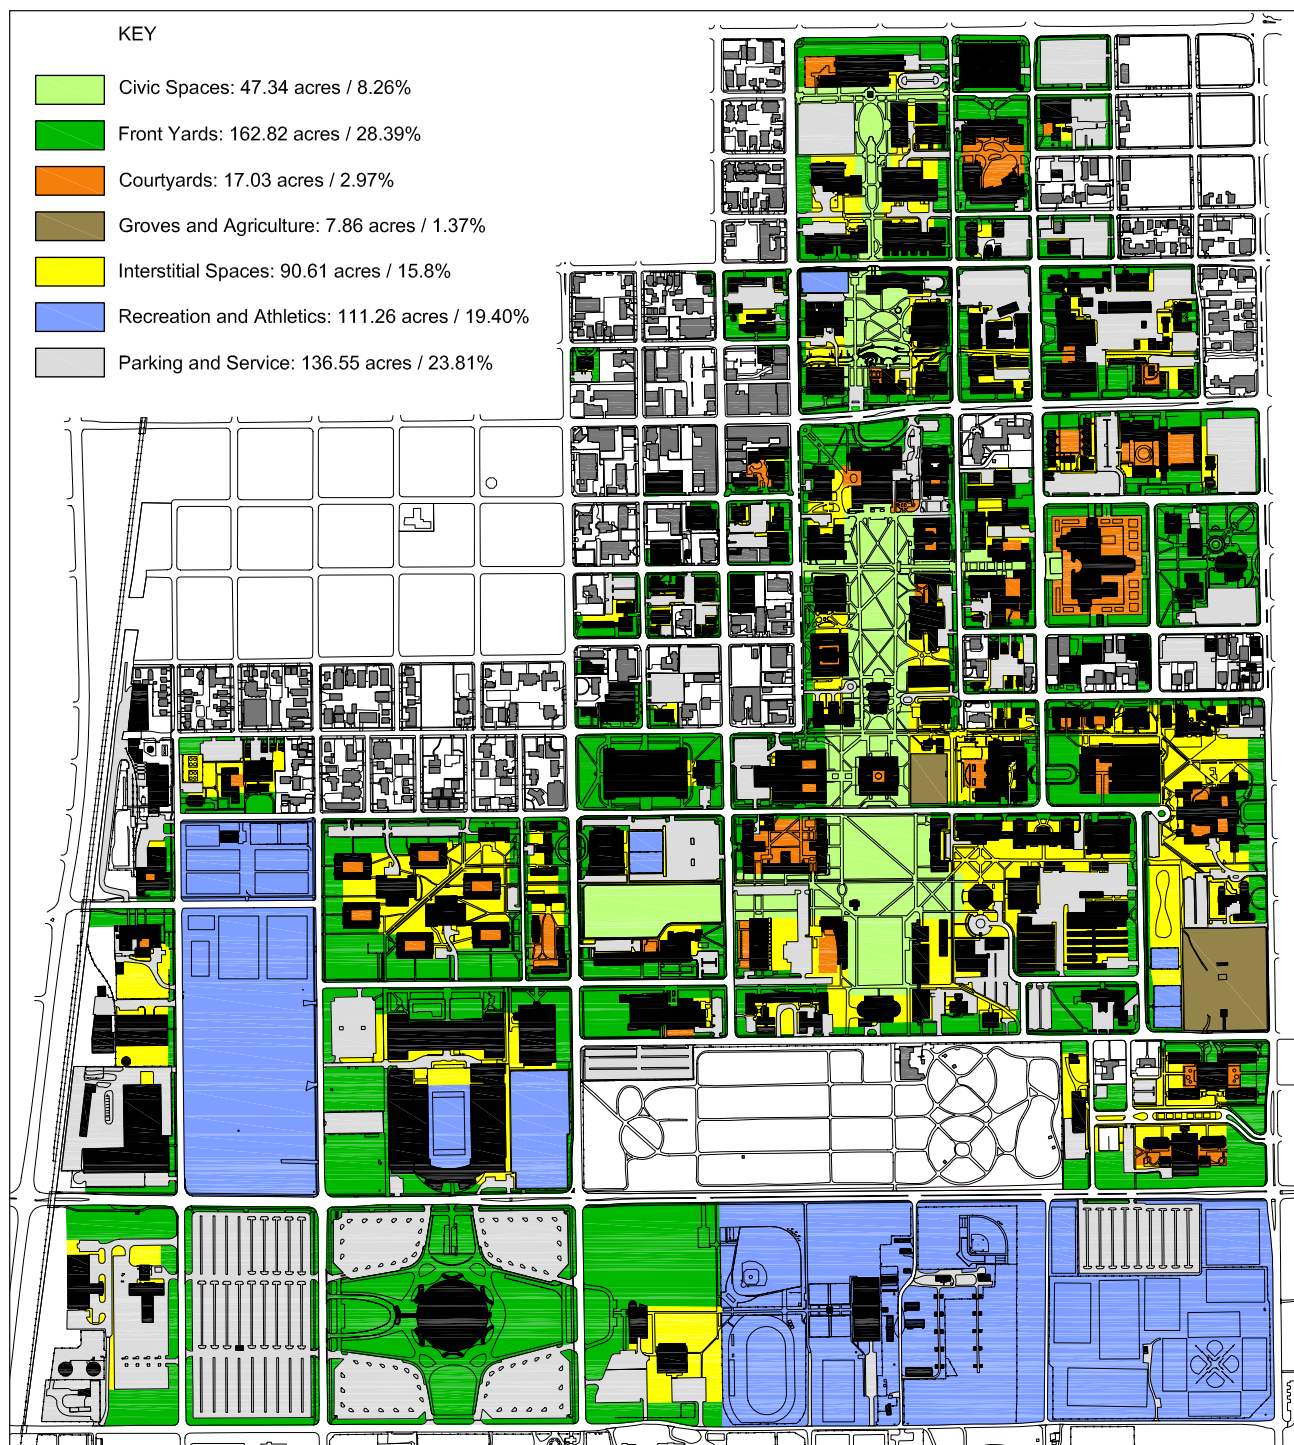 KEY
Civic Spaces: 47.34 acres / 8.26%
Front Yards: 162.82 acres / 28.39%
Courtyards: 17.03 acres / 2.97%
Groves and Agriculture: 7.86 acres / 1.37%
Interstitial Spaces: 90.61 acres / 15.8%
Recreation and Athletics: 111.26 acres / 19.40%
Parking and Service: 136.55 acres / 23.81%